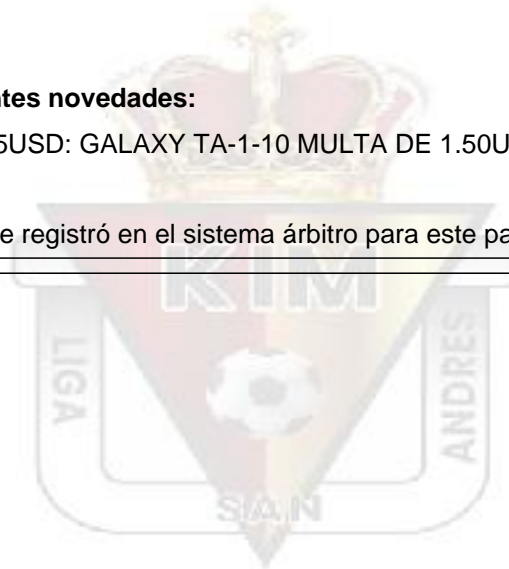 ntes novedades:
5USD: GALAXY TA-1-10 MULTA DE 1.50U
e registró en el sistema árbitro para este pa
KIM
LIGA
ANDRES
SAN